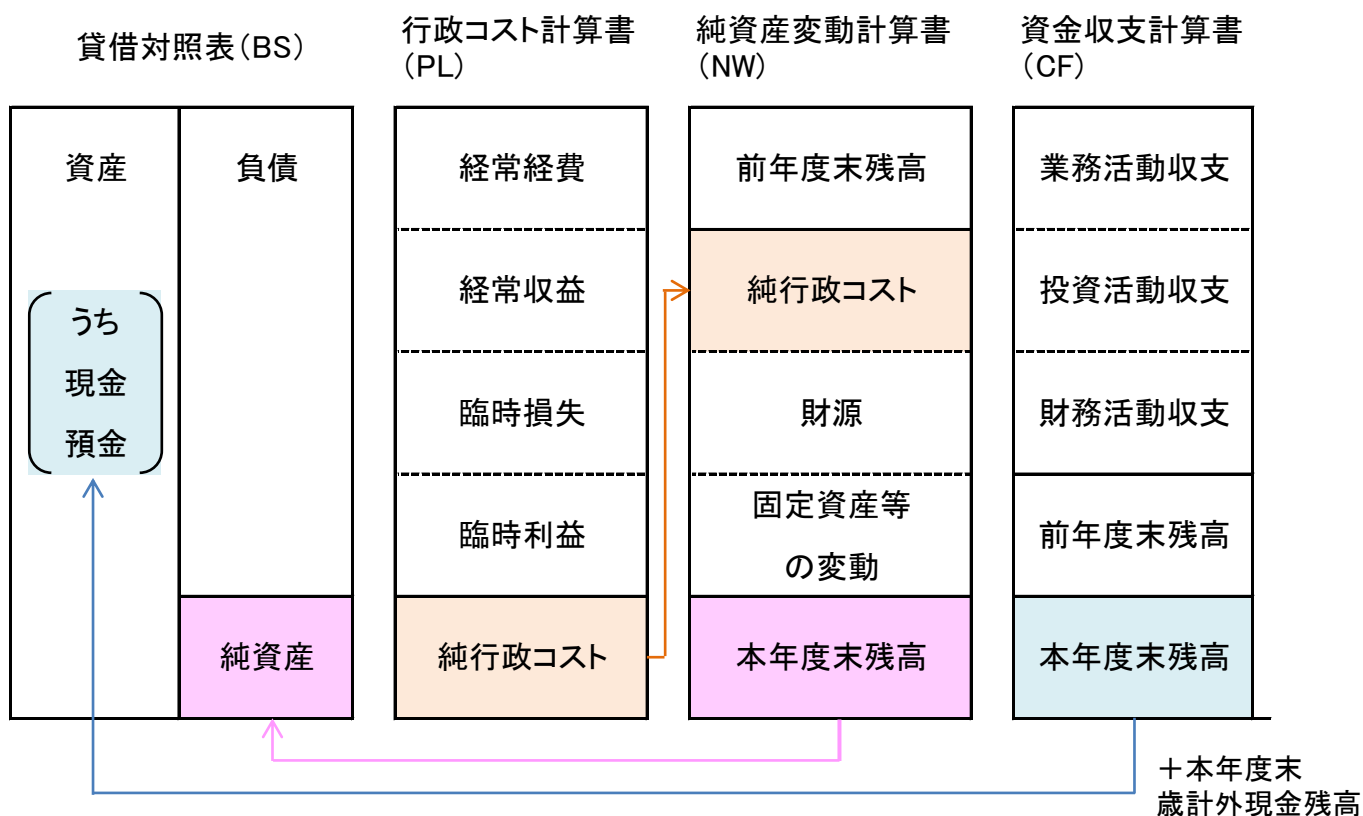 貸借対照表(BS)
行政コスト計算書
(PL)
純資産変動計算書
(NW)
資金収支計算書
(CF)
資産
負債
うち
現金
預金
純資産
経常経費
経常収益
臨時損失
臨時利益
純行政コスト
前年度末残高
純行政コスト
財源
固定資産等
の変動
本年度末残高
業務活動収支
投資活動収支
財務活動収支
前年度末残高
本年度末残高
+本年度末
歳計外現金残高